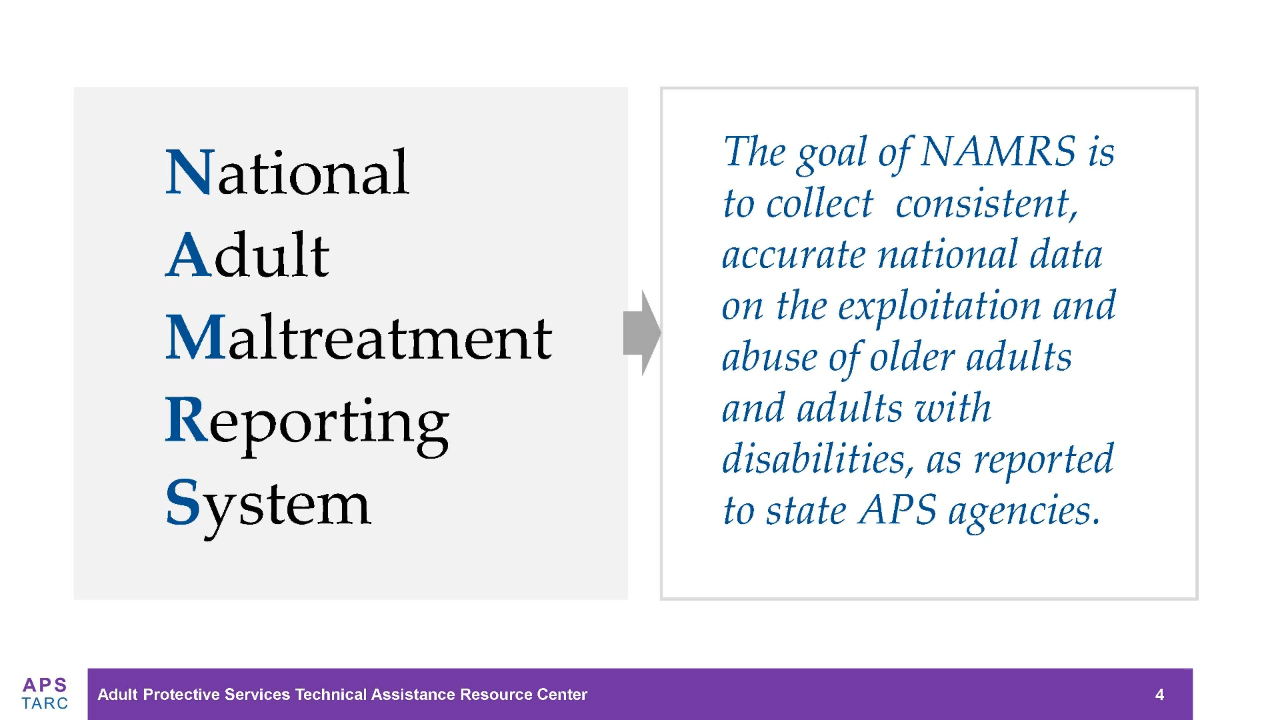 National
Adult
Maltreatment
Reporting
System
The goal of NAMRS is
to collect  consistent,
accurate national data
on the exploitation and
abuse of older adults
and adults with
disabilities, as reported
to state APS agencies.
APS
TARC
Adult Protective Services Technical Assistance Resource Center
4